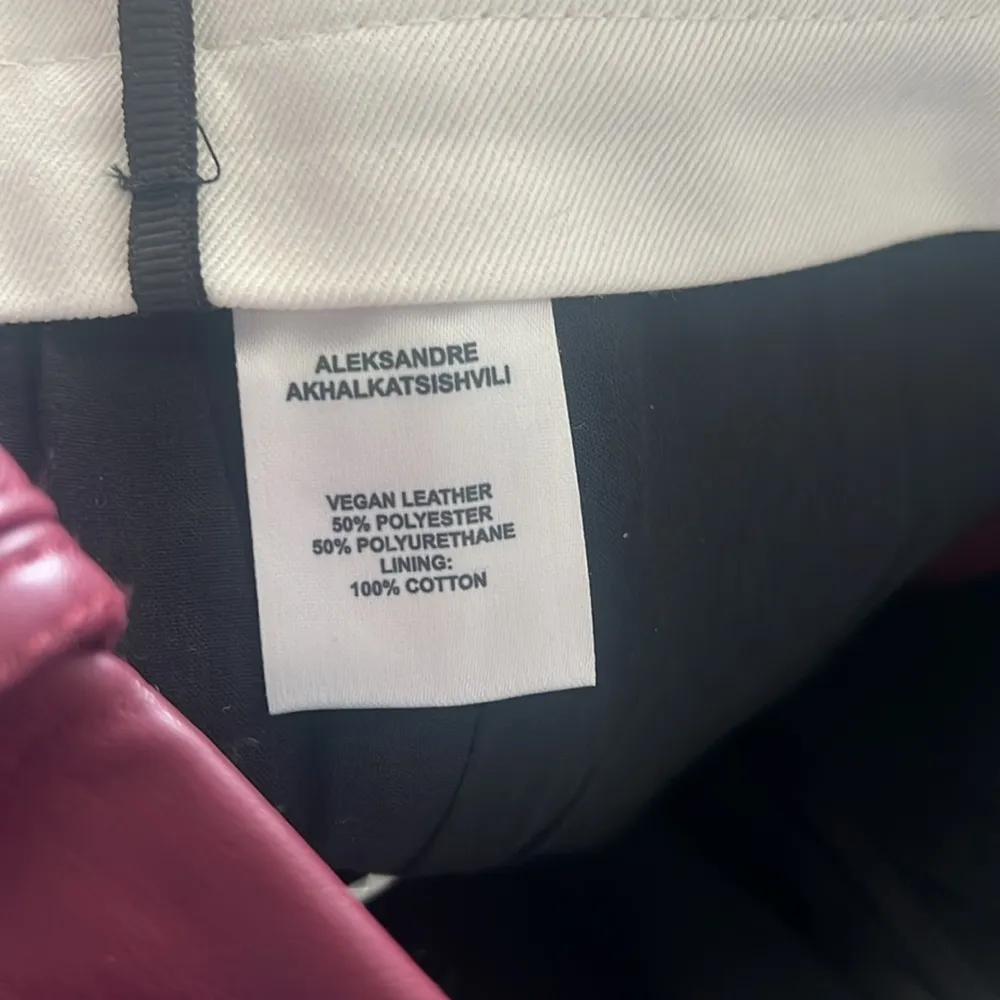 ALEKSANDRE
AKHALKATSISHVILI
VEGAN LEATHER
50% POLYESTER
50% POLYURETHANE
LINING:
100% COTTON